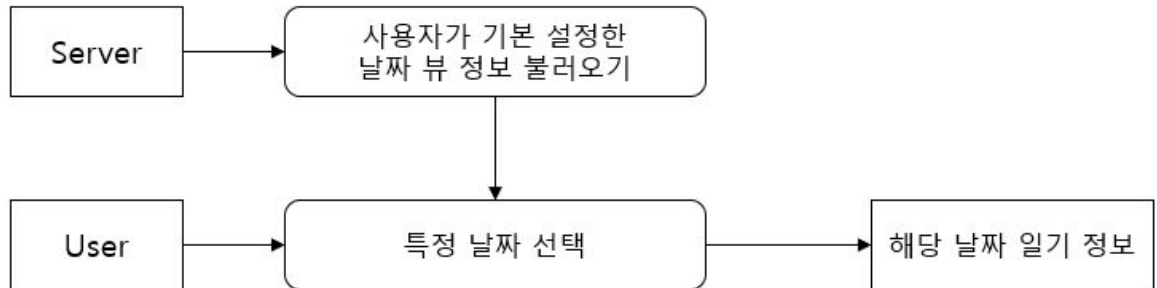 Server
사용자가 기본 설정한
날짜 뷰 정보 불러오기
User
특정 날짜 선택
해당 날짜 일기 정보